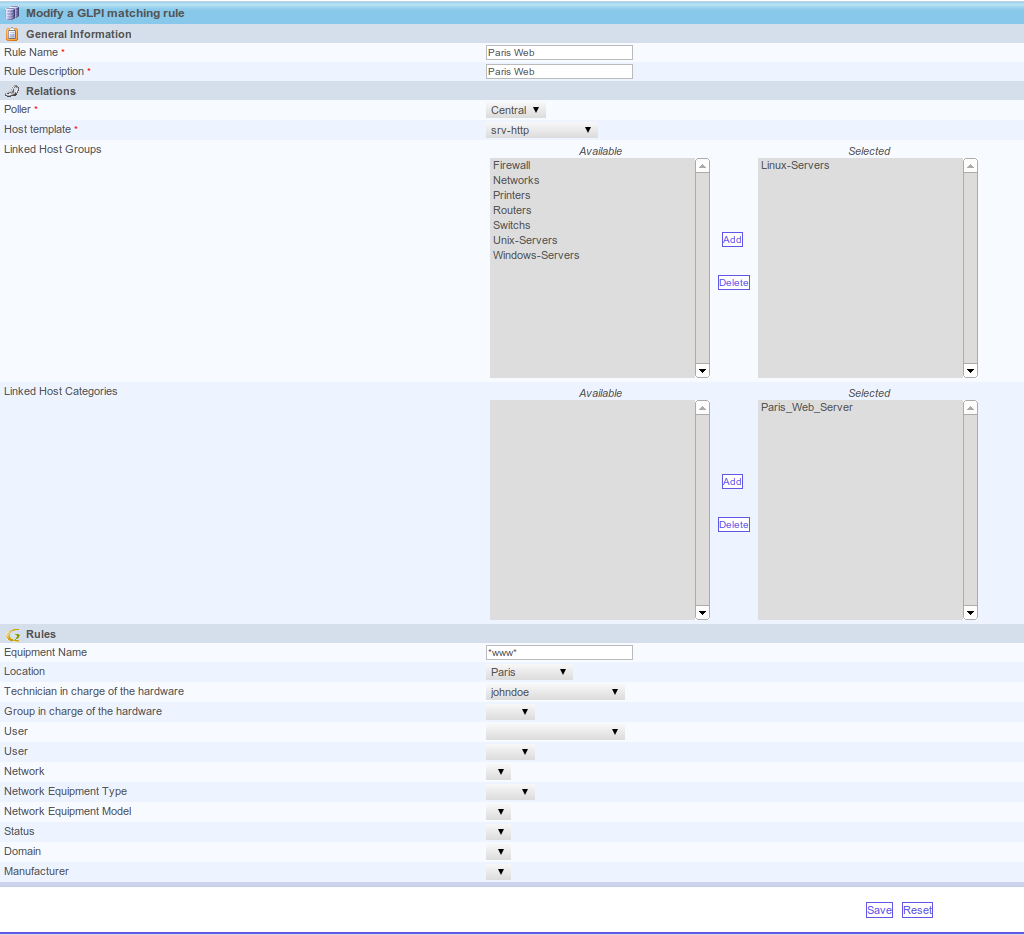 Modify a GLPI matching rule
General Information
Rule Name * Paris Web
Rule Description * Paris Web
Relations
Poller * Central
Host template * srv-http
Linked Host Groups
Available Selected
Firewall Linux-Servers
Networks
Printers
Routers
Switchs
Unix-Servers
Windows-Servers
Add
Delete
Linked Host Categories
Available Selected
Paris_Web_Server
Add
Delete
Rules
Equipment Name *www*
Location Paris
Technician in charge of the hardware johndoe
Group in charge of the hardware
User
User
Network
Network Equipment Type
Network Equipment Model
Status
Domain
Manufacturer
Save Reset